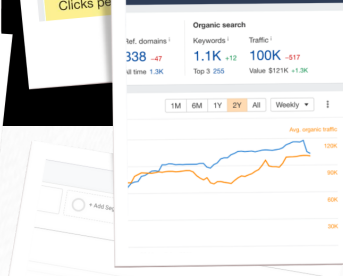 Clicks pe
Organic search
Ref. domains Keywords Traffic
338 -47 1.1K +12 100K -517
All time 1.3K Top 3 255 Value $121K +1.3K
1M 6M 1Y 2Y All Weekly
Avg. organic traffic
120K
90K
60K
30K
+ Add Seg